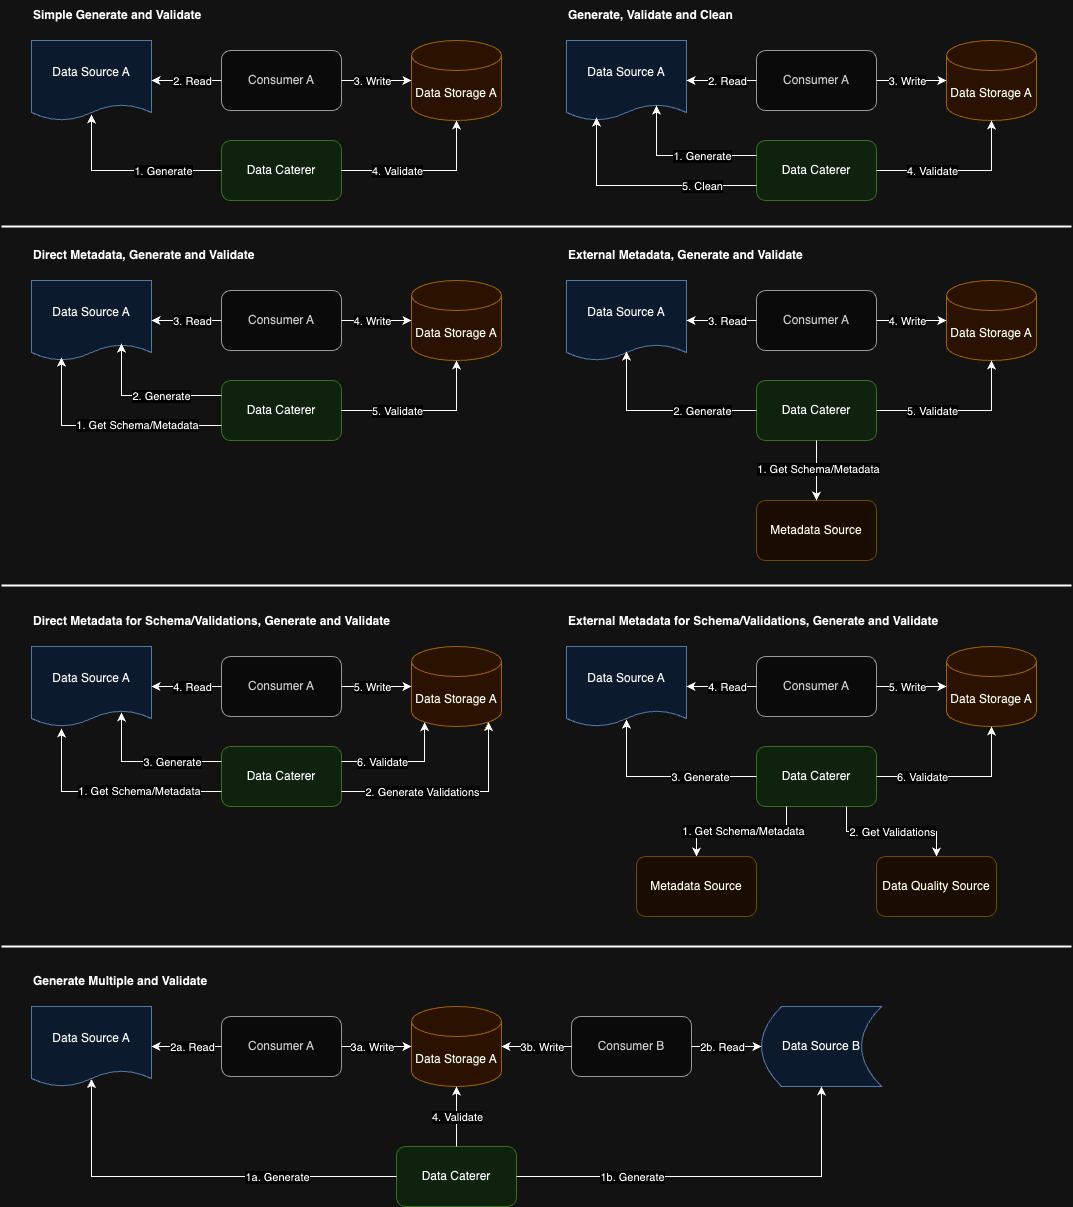 Simple Generate and Validate
Data Source A
2. Read
Consumer A
3. Write
Data Storage A
1. Generate
Data Caterer
4. Validate
Generate, Validate and Clean
Data Source A
2. Read
Consumer A
3. Write
Data Storage A
1. Generate
Data Caterer
4. Validate
5. Clean
Direct Metadata, Generate and Validate
Data Source A
3. Read
Consumer A
4. Write
Data Storage A
2. Generate
Data Caterer
5. Validate
1. Get Schema/Metadata
External Metadata, Generate and Validate
Data Source A
3. Read
Consumer A
4. Write
Data Storage A
2. Generate
Data Caterer
5. Validate
1. Get Schema/Metadata
Metadata Source
Direct Metadata for Schema/Validations, Generate and Validate
Data Source A
4. Read
Consumer A
5. Write
Data Storage A
3. Generate
Data Caterer
6. Validate
1. Get Schema/Metadata
2. Generate Validations
External Metadata for Schema/Validations, Generate and Validate
Data Source A
4. Read
Consumer A
5. Write
Data Storage A
3. Generate
Data Caterer
6. Validate
1. Get Schema/Metadata
2. Get Validations
Metadata Source
Data Quality Source
Generate Multiple and Validate
Data Source A
2a. Read
Consumer A
3a. Write
Data Storage A
3b. Write
Consumer B
2b. Read
Data Source B
4. Validate
1a. Generate
Data Caterer
1b. Generate